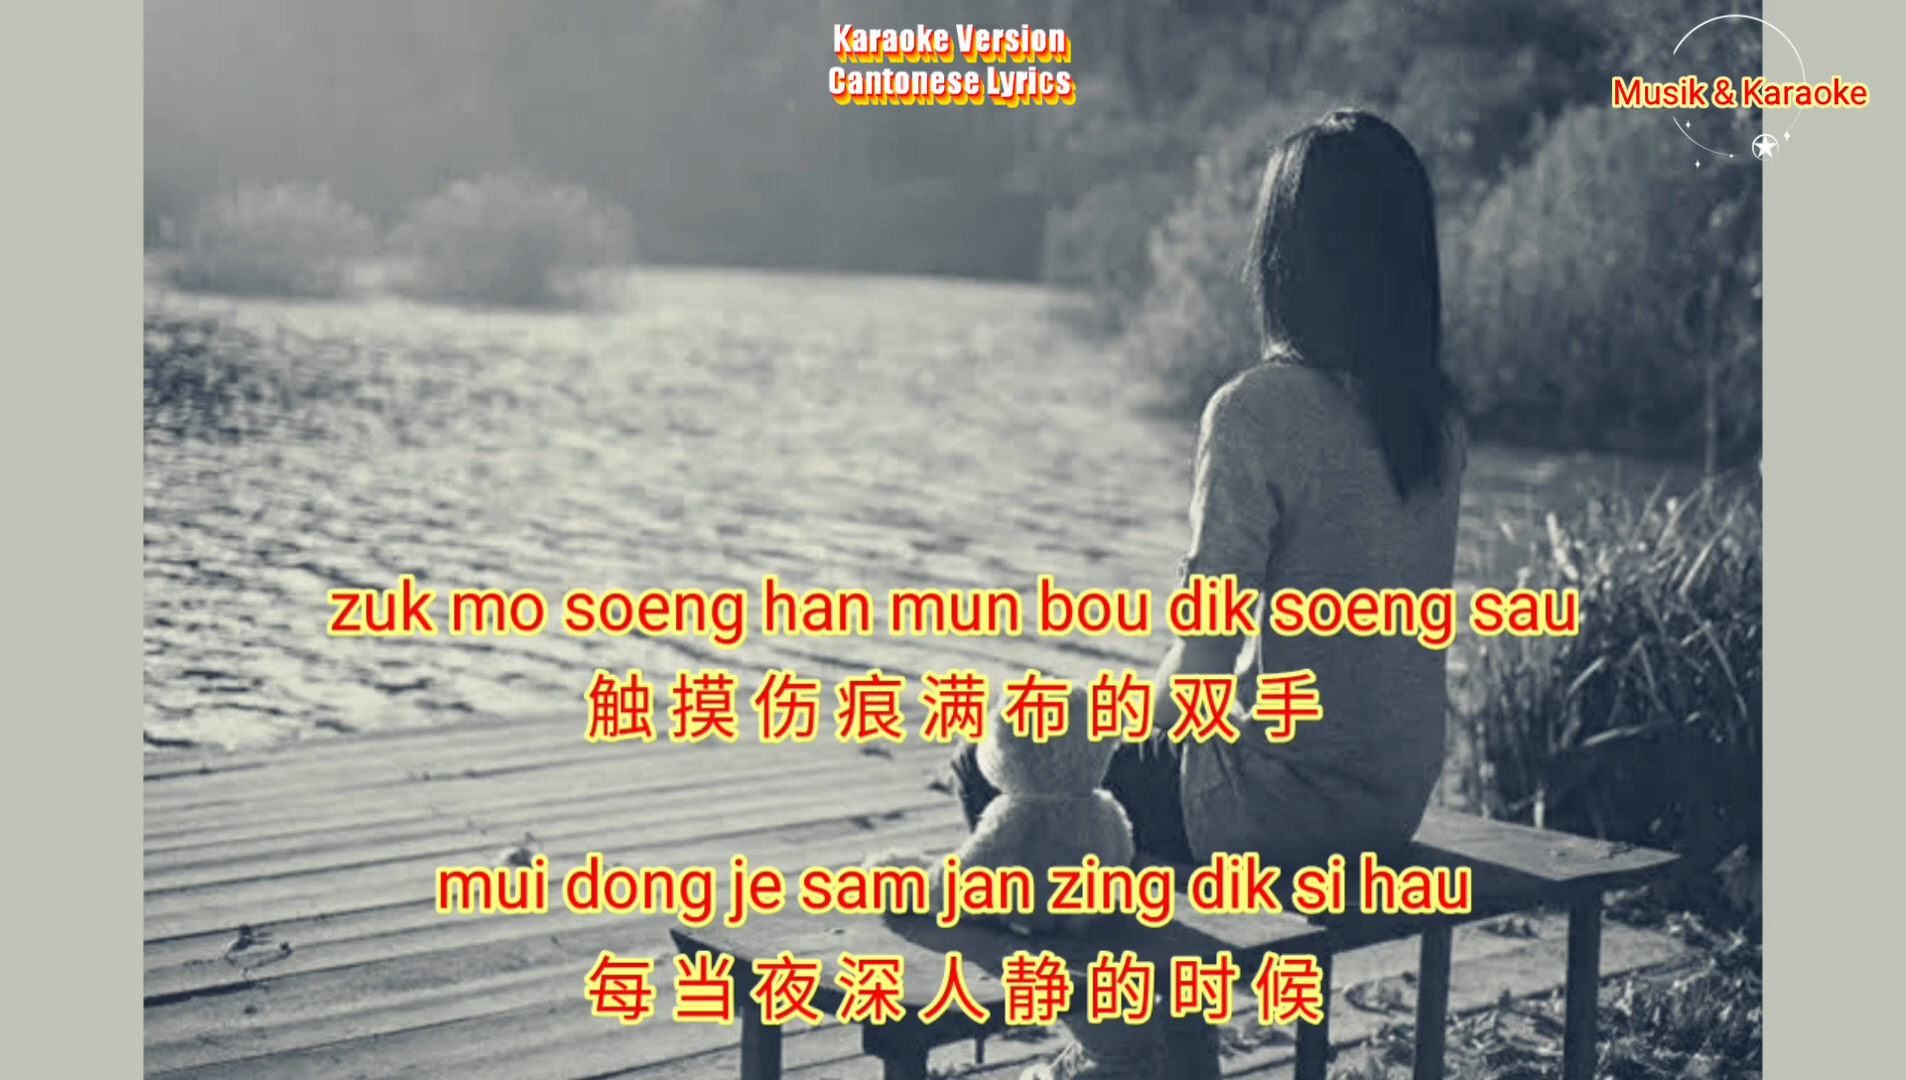 Karaoke Version
Cantonese Lyrics
Musik & Karaoke
zuk mo soeng han mun bou dik soeng sau
触摸伤痕满布的双手
mui dong je sam jan zing dik si hau
每当夜深人静的时候